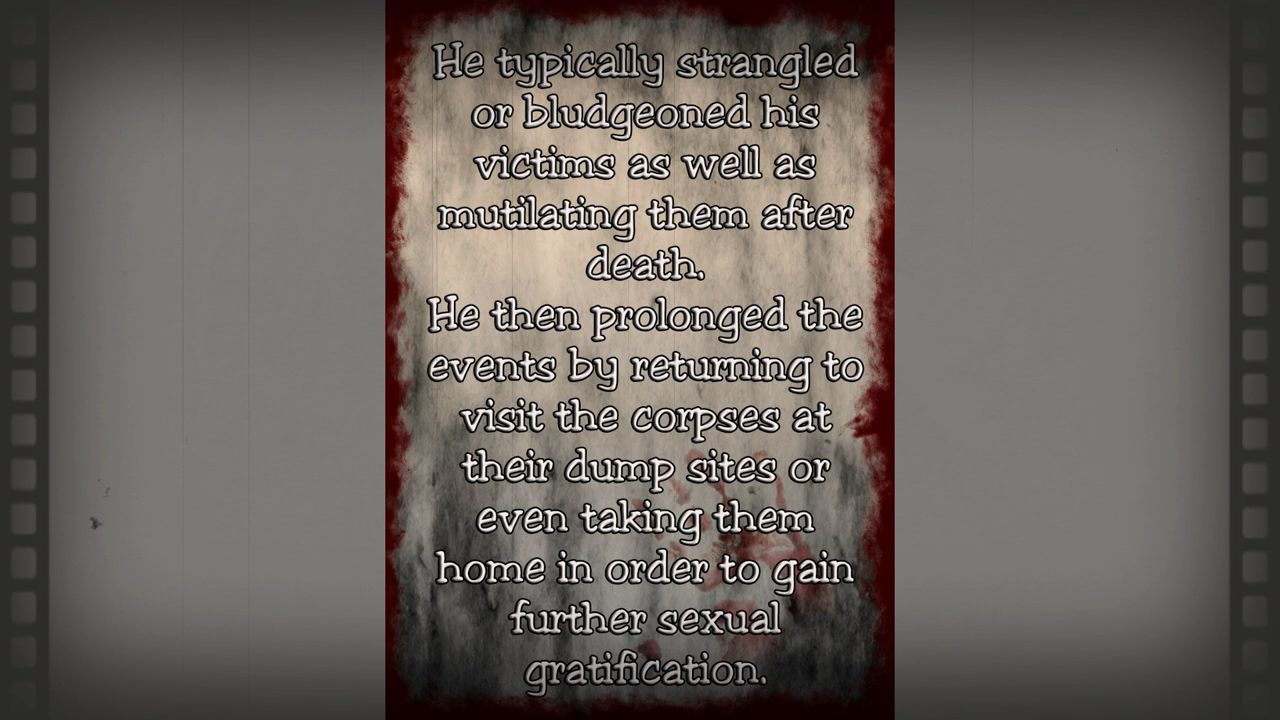 He typically strangled
or bludgeoned his
victims as well as
mutilating them after
death.
He then prolonged the
events by returning to
visit the corpses at
their dump sites or
even taking them
home in order to gain
further sexual
gratification.